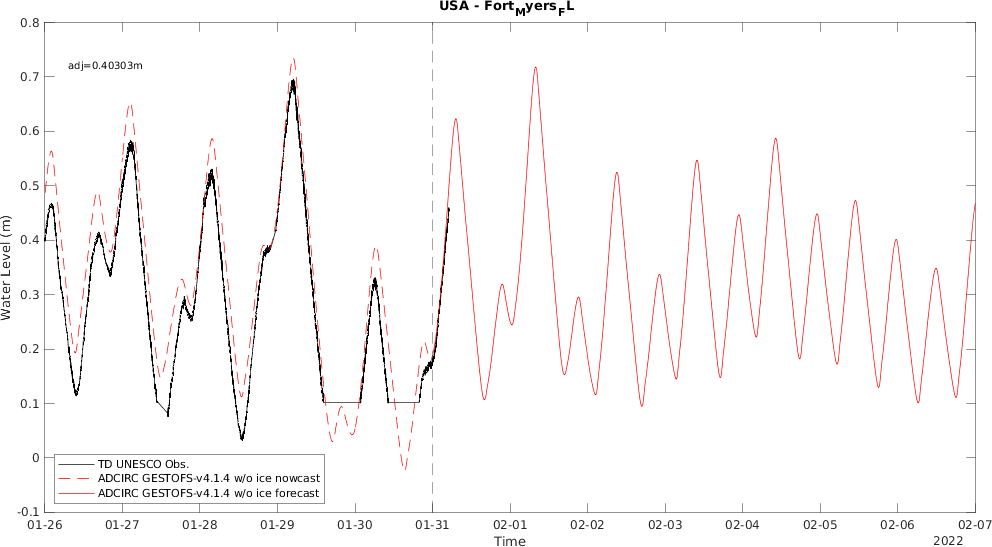 USA - Fort_Myers_FL
adj=0.40303m
Water Level (m)
0.8
0.7
0.6
0.5
0.4
0.3
0.2
0.1
0
-0.1
TD UNESCO Obs.
ADCIRC GESTOFS-v4.1.4 w/o ice nowcast
ADCIRC GESTOFS-v4.1.4 w/o ice forecast
01-26 01-27 01-28 01-29 01-30 01-31 02-01 02-02 02-03 02-04 02-05 02-06 02-07
Time
2022